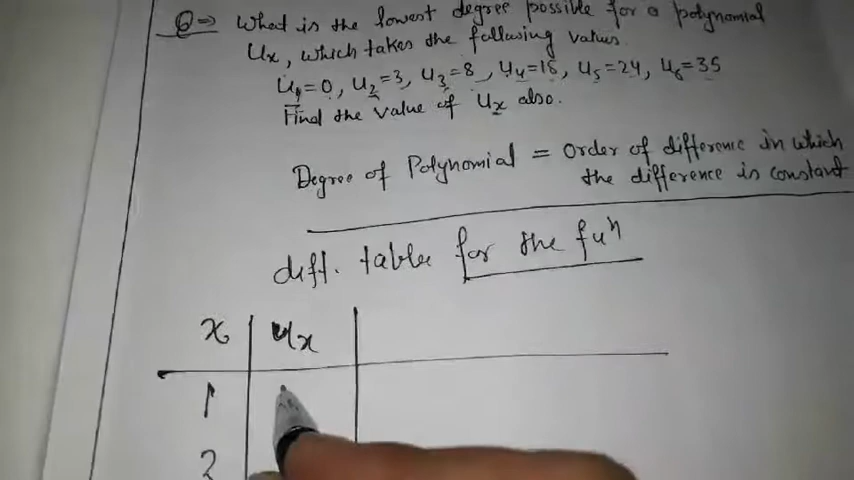 Q⇒ What is the lowest degree possible for a polynomial
Ux, which takes the following values.
U1=0, U2=3, U3=8, U4=15, U5=24, U6=35
Find the value of Ux also.
Degree of Polynomial = Order of difference in which
the difference is constant
diff. table for the fuⁿ
x Ux
1
2